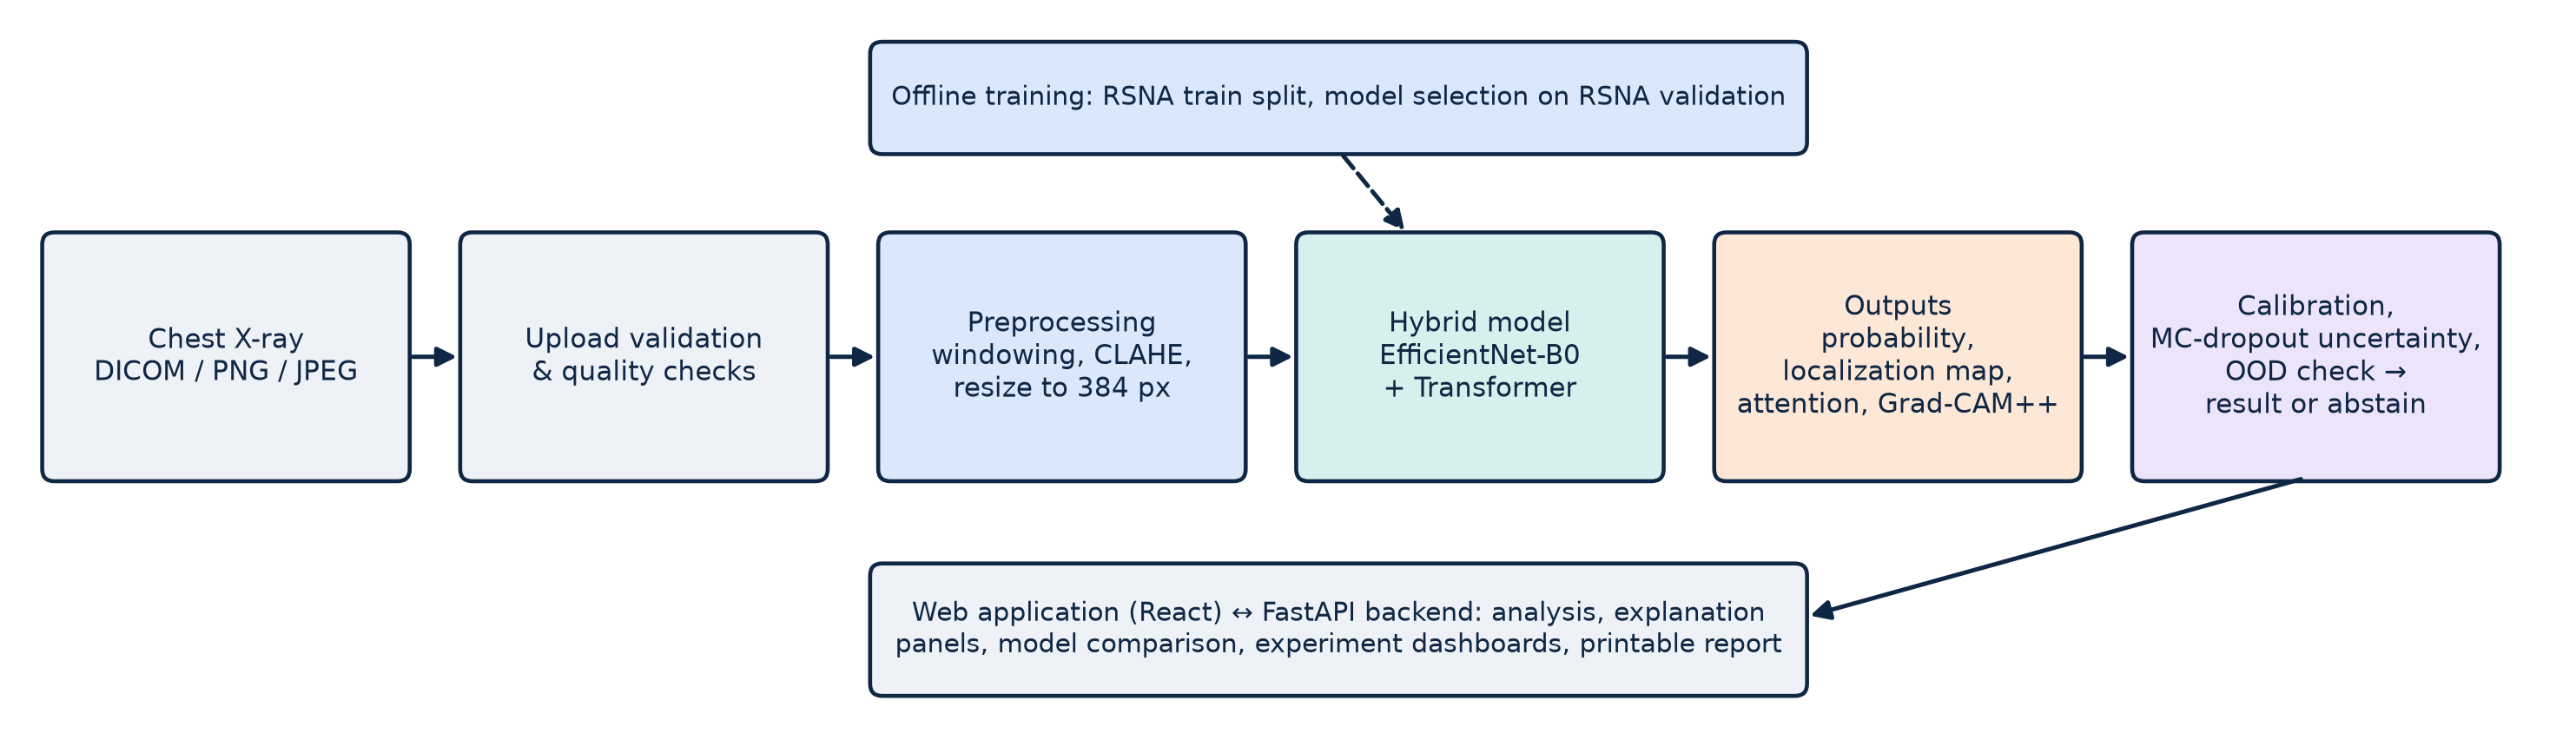 Offline training: RSNA train split, model selection on RSNA validation
Chest X-ray
DICOM / PNG / JPEG
Upload validation
& quality checks
Preprocessing
windowing, CLAHE,
resize to 384 px
Hybrid model
EfficientNet-B0
+ Transformer
Outputs
probability,
localization map,
attention, Grad-CAM++
Calibration,
MC-dropout uncertainty,
OOD check →
result or abstain
Web application (React) ↔ FastAPI backend: analysis, explanation
panels, model comparison, experiment dashboards, printable report